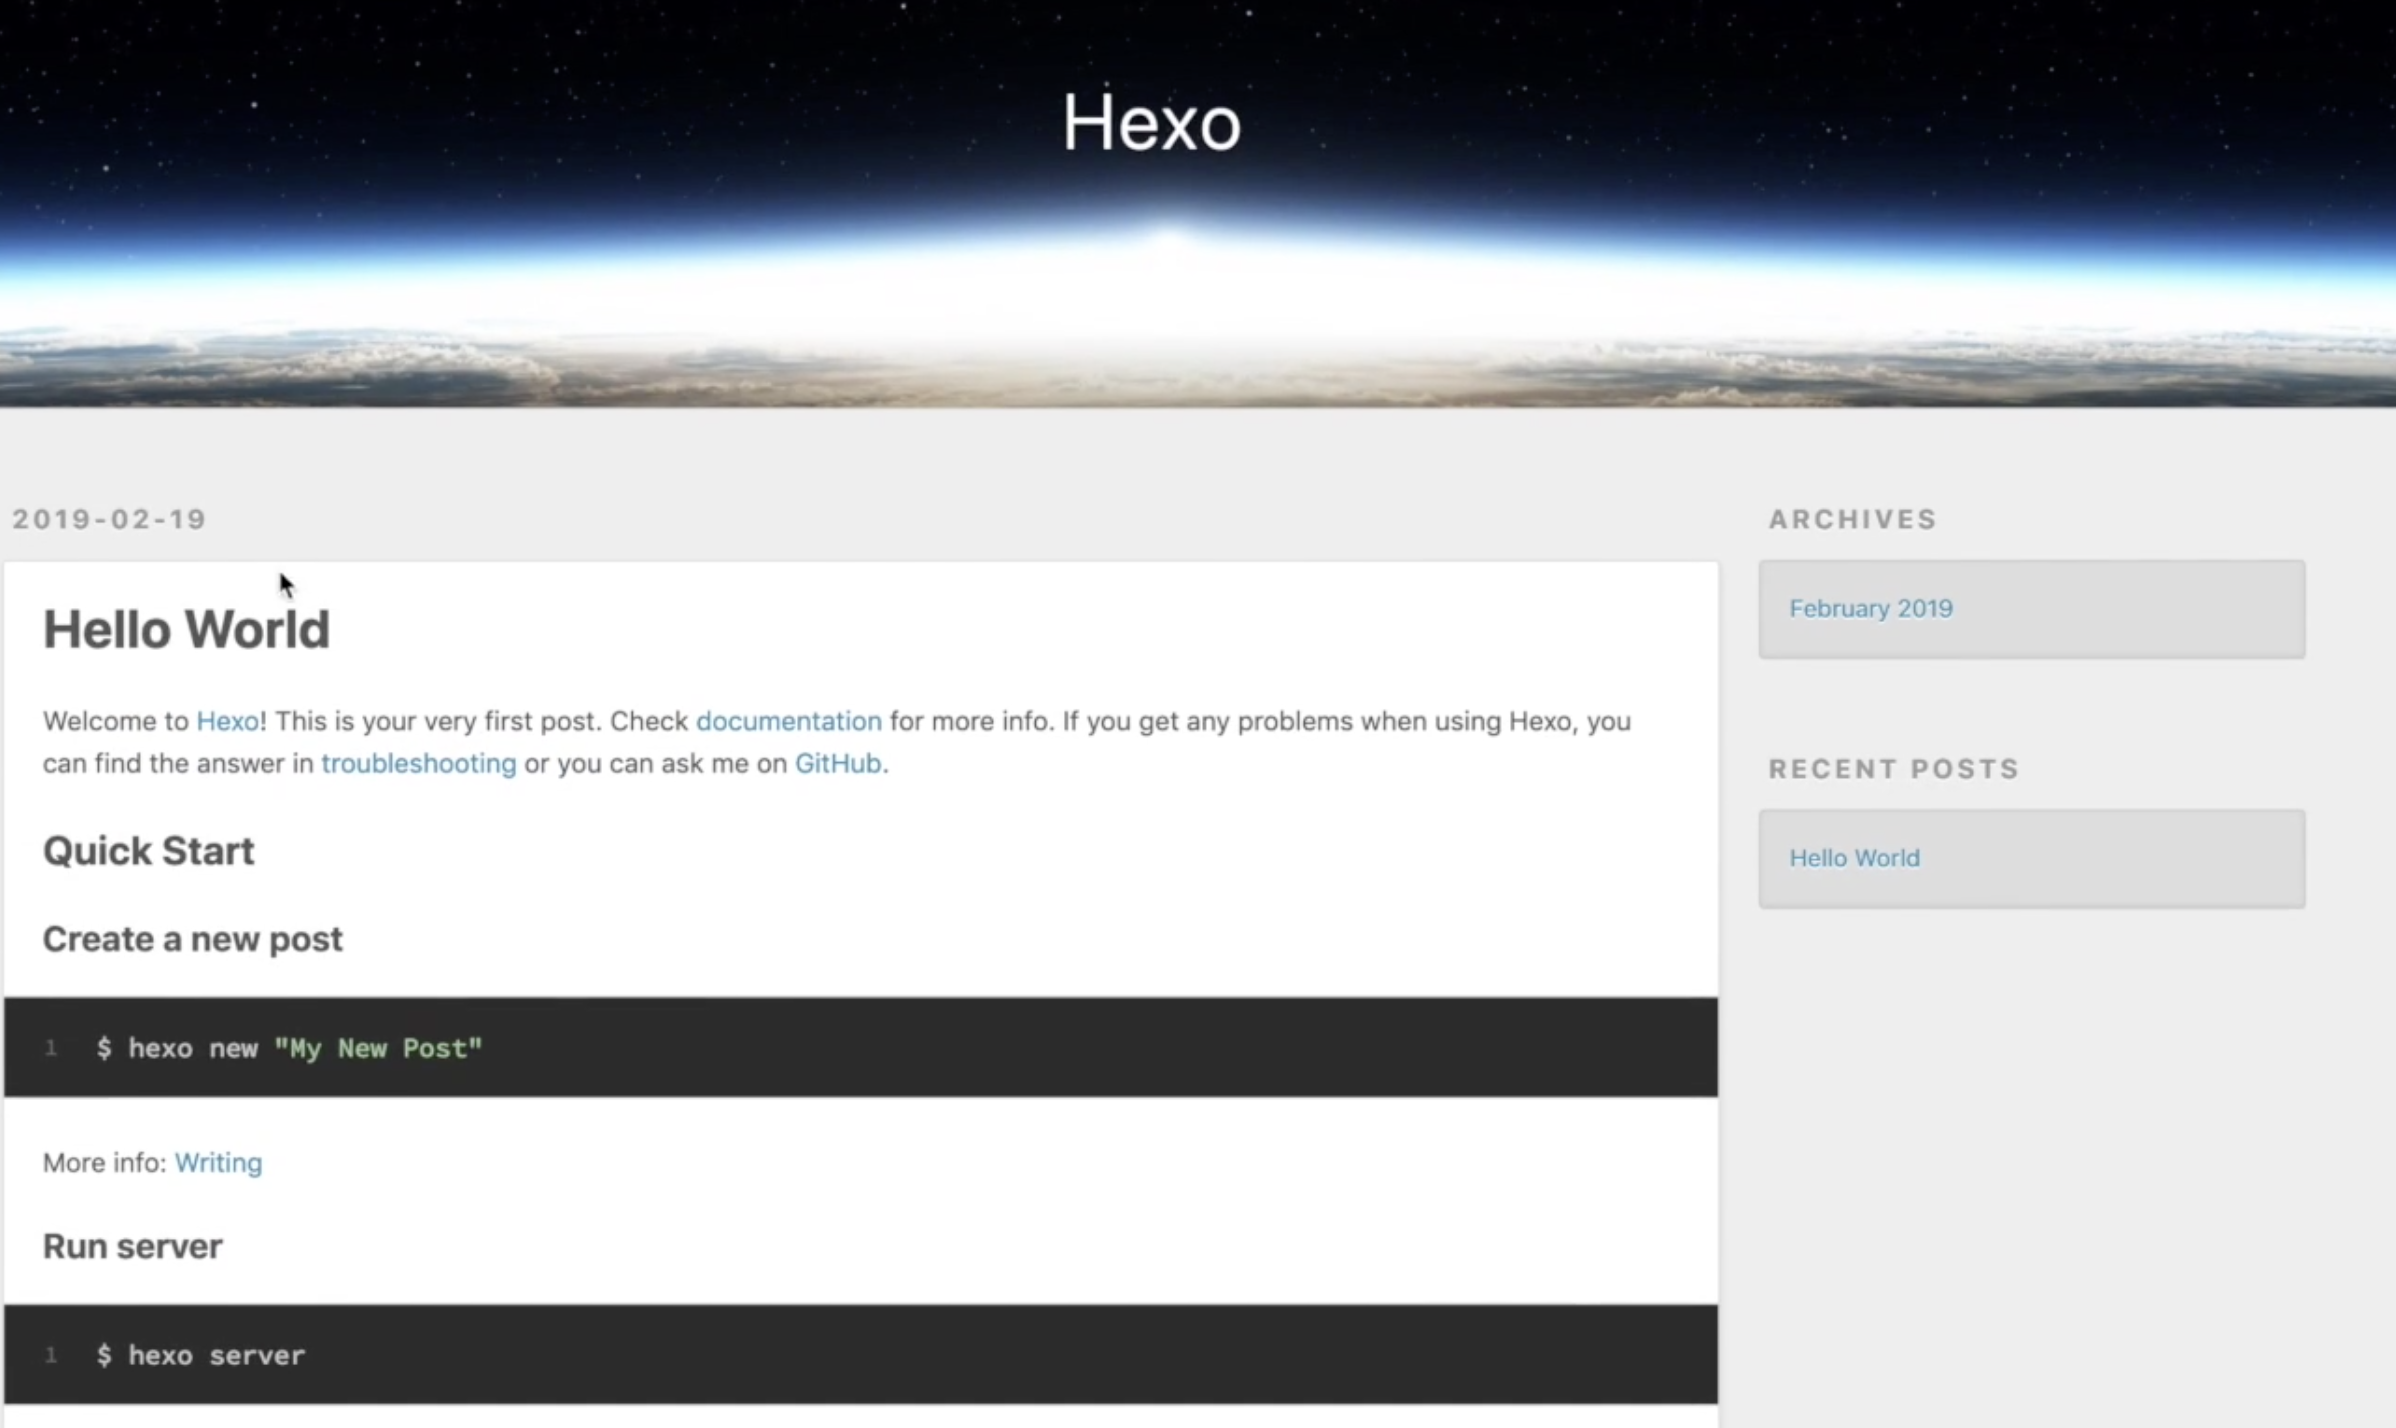 Hexo
2019-02-19
Hello World
Welcome to Hexo! This is your very first post. Check documentation for more info. If you get any problems when using Hexo, you
can find the answer in troubleshooting or you can ask me on GitHub.
Quick Start
Create a new post
1 $ hexo new "My New Post"
More info: Writing
Run server
1 $ hexo server
ARCHIVES
February 2019
RECENT POSTS
Hello World